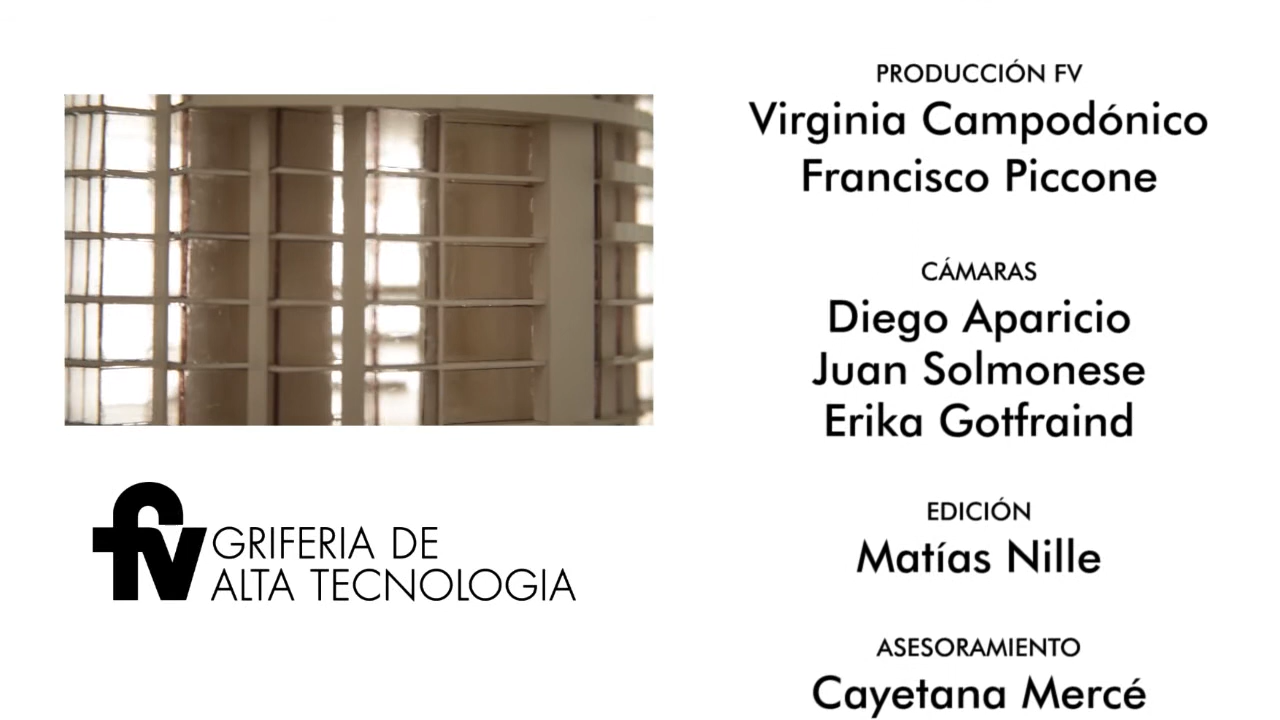 PRODUCCIÓN FV
Virginia Campodónico
Francisco Piccone
CÁMARAS
Diego Aparicio
Juan Solmonese
Erika Gotfraind
EDICIÓN
Matías Nille
ASESORAMIENTO
Cayetana Mercé
fv
GRIFERIA DE
ALTA TECNOLOGIA